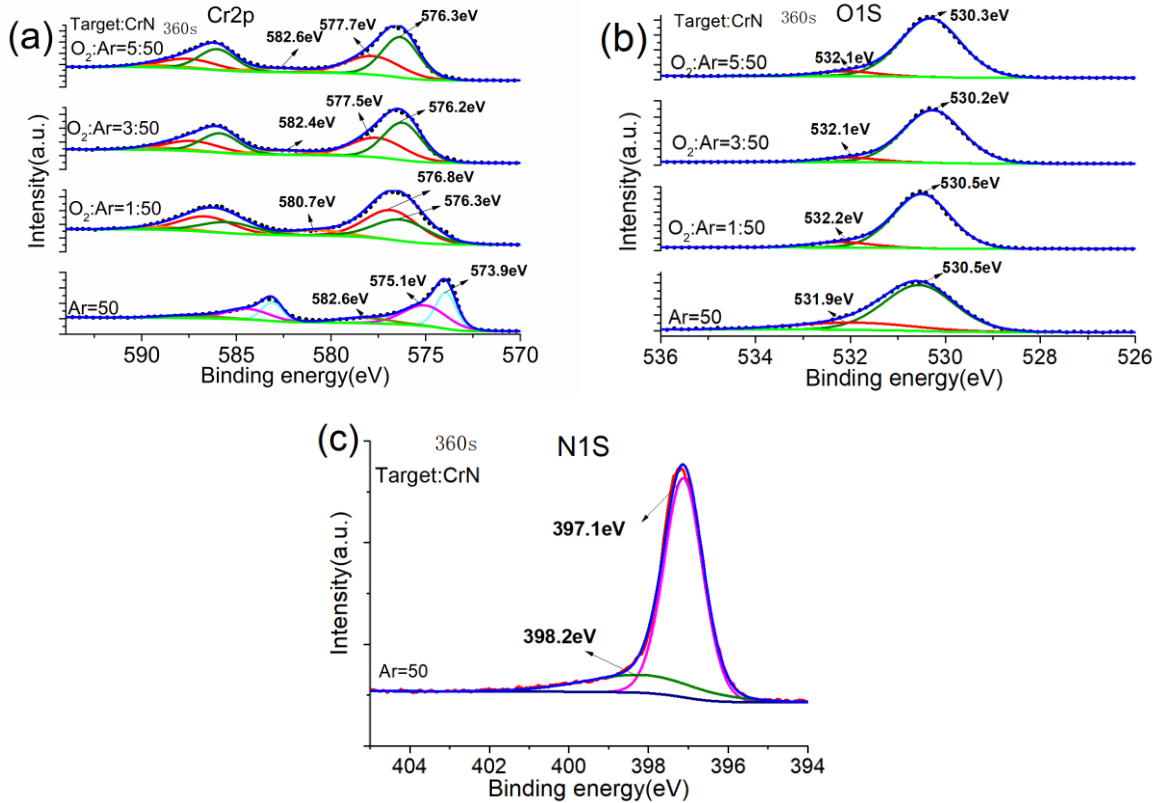 (a)
Target:CrN
360s
Cr2p
O₂:Ar=5:50
582.6eV
577.7eV
576.3eV
O₂:Ar=3:50
582.4eV
577.5eV
576.2eV
O₂:Ar=1:50
580.7eV
576.8eV
576.3eV
Ar=50
582.6eV
575.1eV
573.9eV
Intensity(a.u.)
590 585 580 575 570
Binding energy(eV)
(b)
Target:CrN
360s
O1S
O₂:Ar=5:50
532.1eV
530.3eV
O₂:Ar=3:50
532.1eV
530.2eV
O₂:Ar=1:50
532.2eV
530.5eV
Ar=50
531.9eV
530.5eV
Intensity(a.u.)
536 534 532 530 528 526
Binding energy(eV)
(c)
360s
N1S
Target:CrN
397.1eV
398.2eV
Ar=50
Intensity(a.u.)
404 402 400 398 396 394
Binding energy(eV)